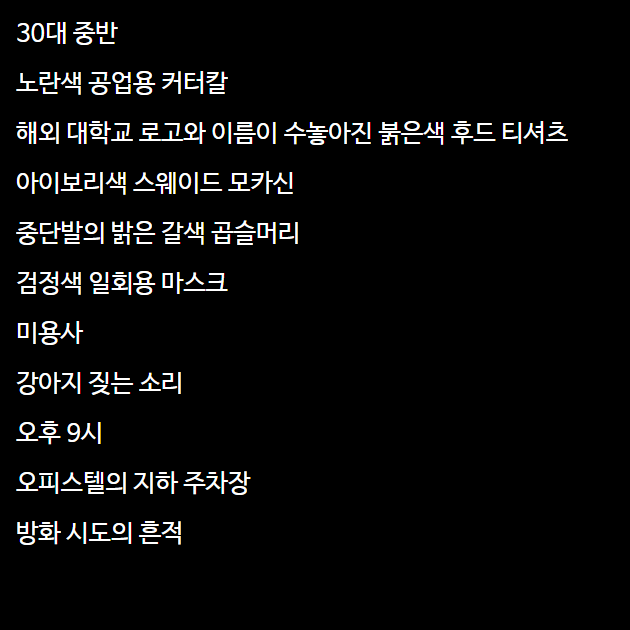 30대 중반
노란색 공업용 커터칼
해외 대학교 로고와 이름이 수놓아진 붉은색 후드 티셔츠
아이보리색 스웨이드 모카신
중단발의 밝은 갈색 곱슬머리
검정색 일회용 마스크
미용사
강아지 짖는 소리
오후 9시
오피스텔의 지하 주차장
방화 시도의 흔적